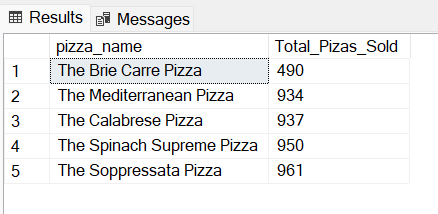 Results Messages
pizza_name Total_Pizas_Sold
1 The Brie Carre Pizza 490
2 The Mediterranean Pizza 934
3 The Calabrese Pizza 937
4 The Spinach Supreme Pizza 950
5 The Soppressata Pizza 961